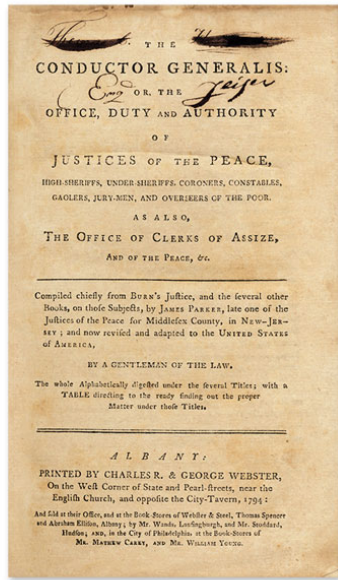 THE
CONDUCTOR GENERALIS:
OR, THE
OFFICE, DUTY AND AUTHORITY
OF
JUSTICES OF THE PEACE,
HIGH-SHERIFFS, UNDER-SHERIFFS, CORONERS, CONSTABLES,
GAOLERS, JURY-MEN, AND OVERSEERS OF THE POOR.
AS ALSO,
THE OFFICE OF CLERKS OF ASSIZE,
AND OF THE PEACE, &c.
Compiled chiefly from BURN's Justice, and the several other
Books, on those Subjects, by JAMES PARKER, late one of the
Justices of the Peace for Middlesex County, in NEW-JER-
SEY; and now revised and adapted to the UNITED STATES
of AMERICA,
BY A GENTLEMAN OF THE LAW.
The whole Alphabetically digested under the several Titles; with a
TABLE directing to the ready finding out the proper
Matter under those Titles.
ALBANY:
PRINTED BY CHARLES R. & GEORGE WEBSTER,
On the West Corner of State and Pearl-streets, near the
English Church, and opposite the City-Tavern, 1794:
And sold at their Office, and at the Book-Stores of Webster & Steel, Thomas Spencer
and Abraham Ellison, Albany; by Mr. Wands, Lansingburgh, and Mr. Stoddard,
Hudson; AND, in the City of Philadelphia, at the Book-Stores of
MR. MATHEW CAREY, AND MR. WILLIAM YOUNG.